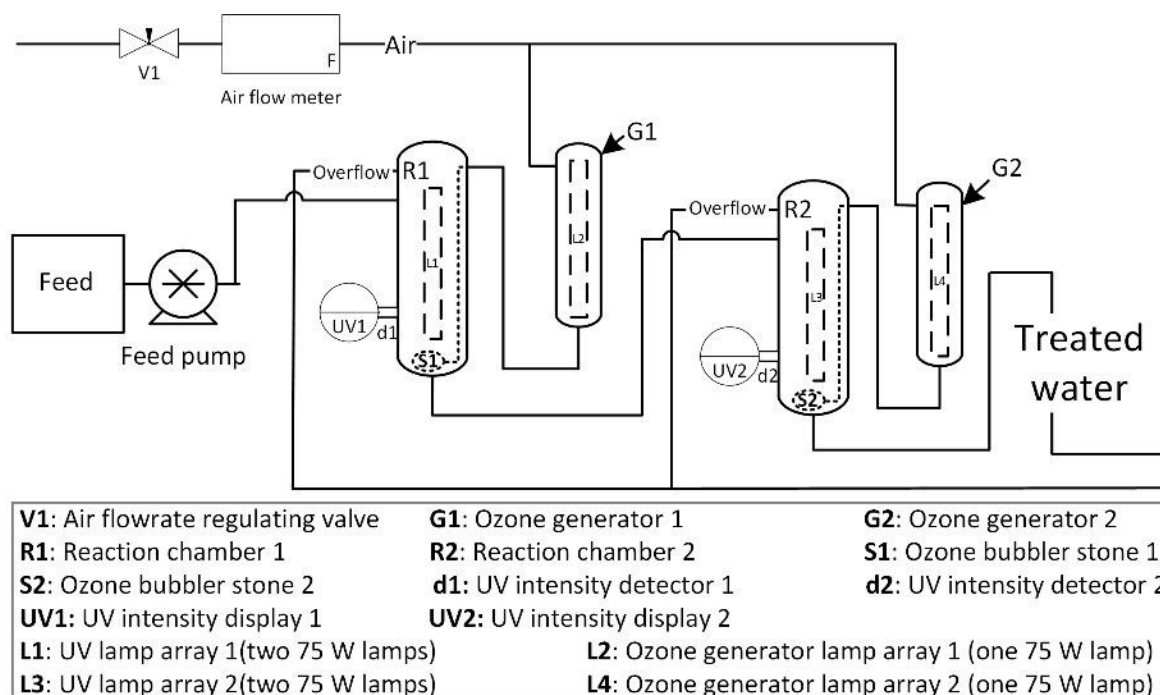 V1
F
Air
Air flow meter
G1
G2
Overflow
R1
L2
Overflow
R2
L1
L3
L4
Feed
UV1
d1
Feed pump
S1
UV2
d2
S2
Treated
water
V1: Air flowrate regulating valve G1: Ozone generator 1 G2: Ozone generator 2
R1: Reaction chamber 1 R2: Reaction chamber 2 S1: Ozone bubbler stone 1
S2: Ozone bubbler stone 2 d1: UV intensity detector 1 d2: UV intensity detector 2
UV1: UV intensity display 1 UV2: UV intensity display 2
L1: UV lamp array 1(two 75 W lamps) L2: Ozone generator lamp array 1 (one 75 W lamp)
L3: UV lamp array 2(two 75 W lamps) L4: Ozone generator lamp array 2 (one 75 W lamp)